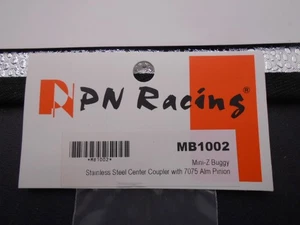 PN Racing®
MB1002
*MB1002*
Mini-Z Buggy
Stainless Steel Center Coupler with 7075 Alm Pinion